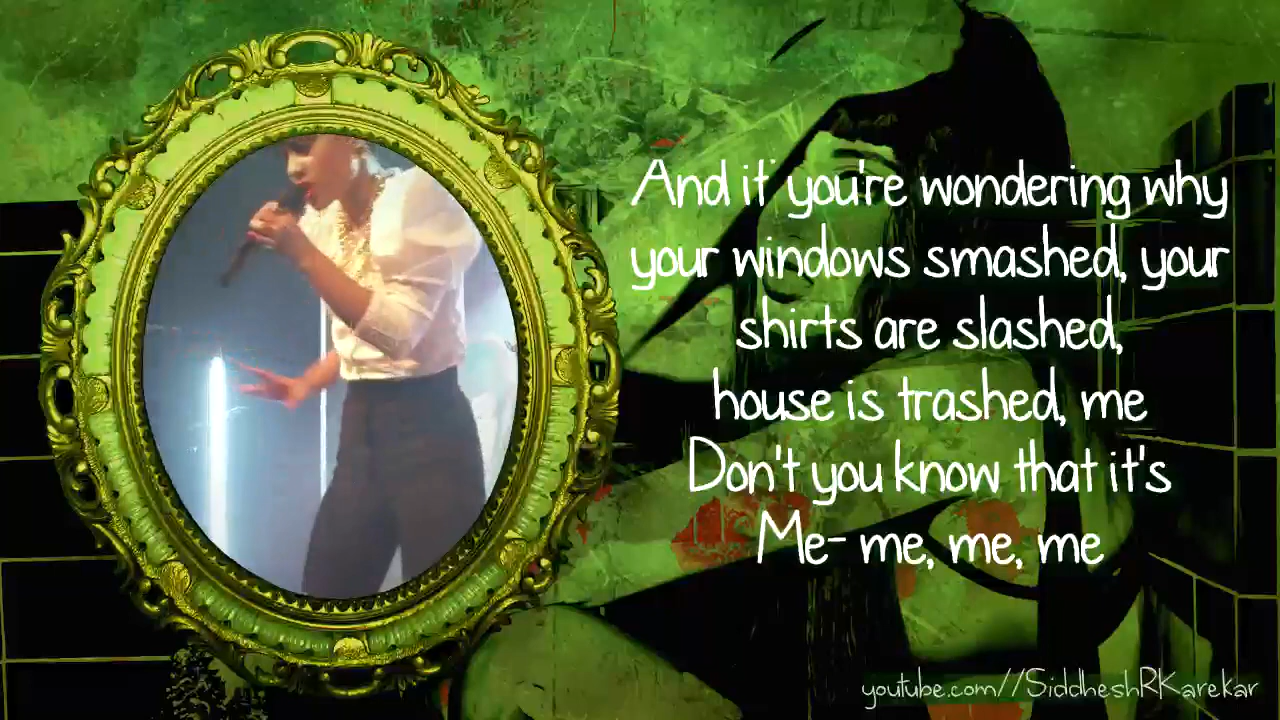 And if you're wondering why
your windows smashed, your
shirts are slashed,
house is trashed, me
Don't you know that it's
Me- me, me, me
youtube.com//SiddheshRKarekar